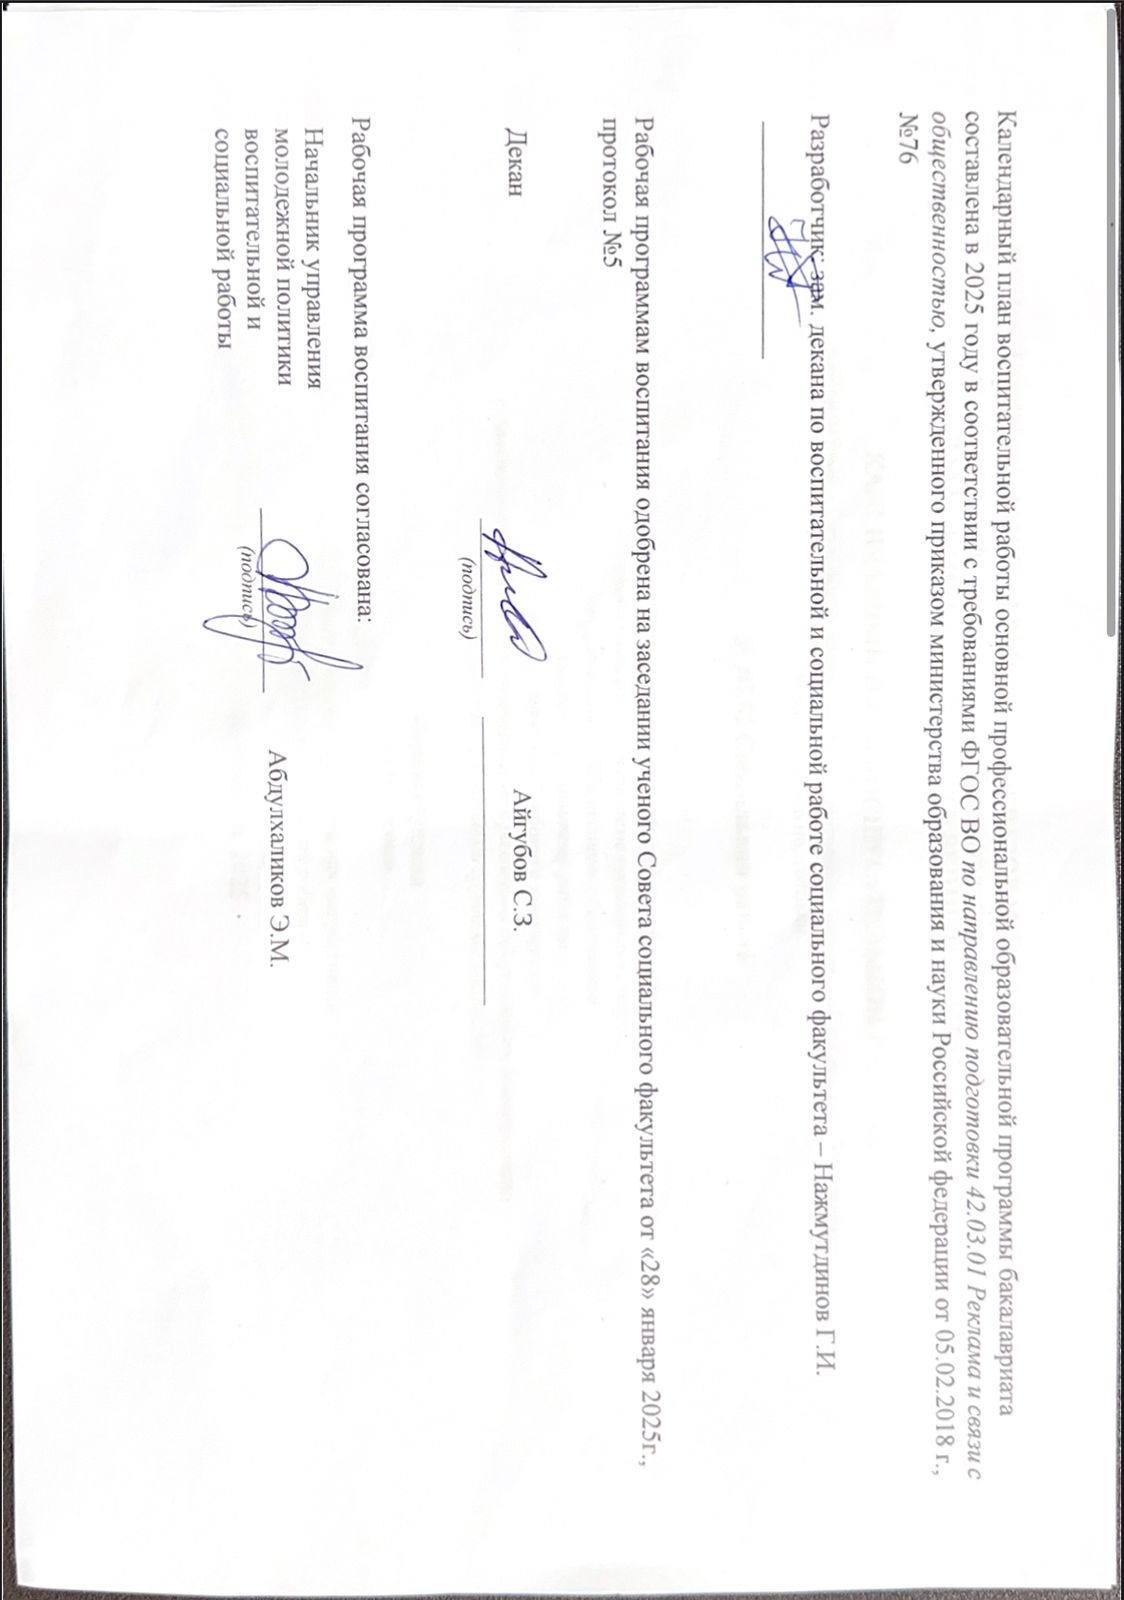 Календарный план воспитательной работы основной профессиональной образовательной программы бакалавриата
составлена в 2025 году в соответствии с требованиями ФГОС ВО по направлению подготовки 42.03.01 Реклама и связи с
общественностью, утвержденного приказом министерства образования и науки Российской федерации от 05.02.2018 г.,
№76
Разработчик: зам. декана по воспитательной и социальной работе социального факультета – Нажмутдинов Г.И.
Рабочая программам воспитания одобрена на заседании ученого Совета социального факультета от «28» января 2025г.,
протокол №5
Декан Айгубов С.З.
(подпись)
Рабочая программа воспитания согласована:
Начальник управления
молодежной политики
воспитательной и
социальной работы
Абдулхаликов Э.М.
(подпись)